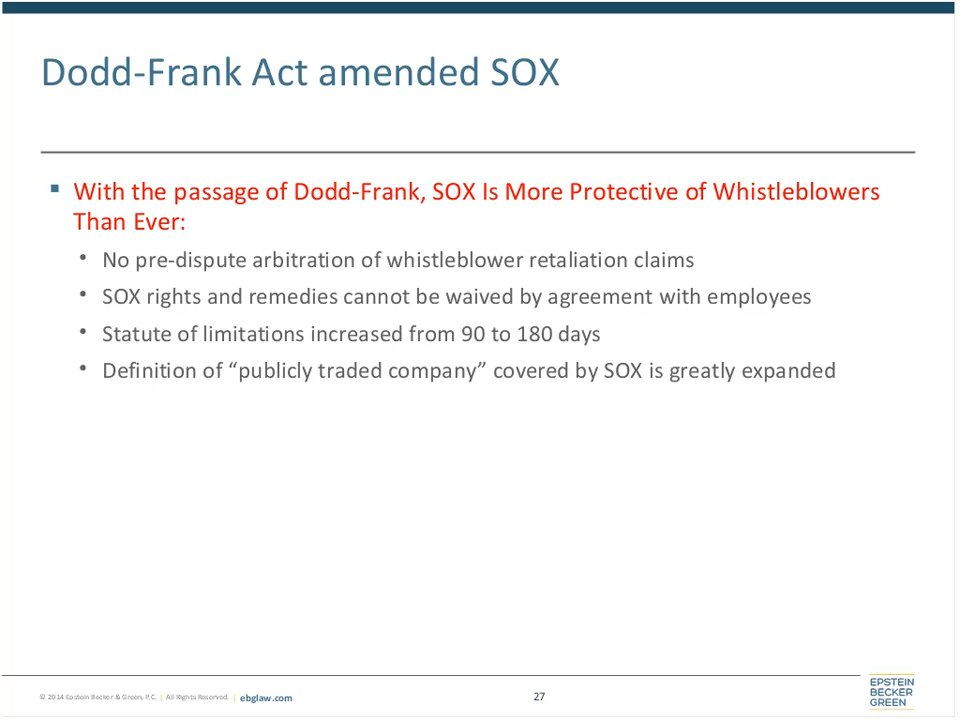 Dodd-Frank Act amended SOX
▪ With the passage of Dodd-Frank, SOX Is More Protective of Whistleblowers
Than Ever:
• No pre-dispute arbitration of whistleblower retaliation claims
• SOX rights and remedies cannot be waived by agreement with employees
• Statute of limitations increased from 90 to 180 days
• Definition of “publicly traded company” covered by SOX is greatly expanded
© 2014 Epstein Becker & Green, P.C. | All Rights Reserved. | ebglaw.com
27
EPSTEIN
BECKER
GREEN